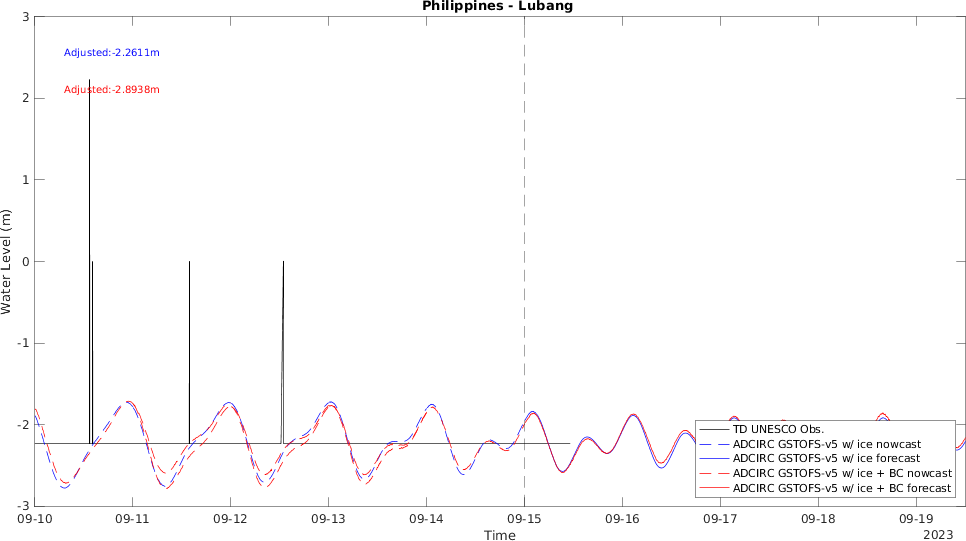 Philippines - Lubang
3
Adjusted:-2.2611m
Adjusted:-2.8938m
2
1
0
-1
-2
-3
Water Level (m)
TD UNESCO Obs.
ADCIRC GSTOFS-v5 w/ ice nowcast
ADCIRC GSTOFS-v5 w/ ice forecast
ADCIRC GSTOFS-v5 w/ ice + BC nowcast
ADCIRC GSTOFS-v5 w/ ice + BC forecast
09-10 09-11 09-12 09-13 09-14 09-15 09-16 09-17 09-18 09-19
Time
2023